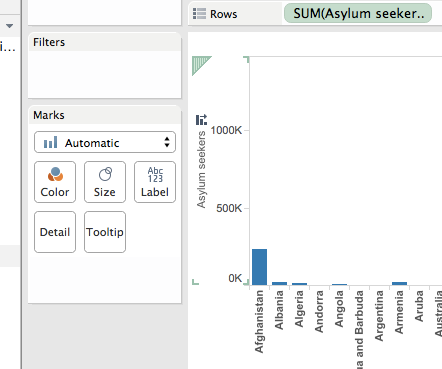 i...
Rows
SUM(Asylum seeker..
Filters
Marks
Automatic
Color
Size
Abc
123
Label
Detail
Tooltip
Asylum seekers
1000K
500K
0K
Afghanistan
Albania
Algeria
Andorra
Angola
ua and Barbuda
Argentina
Armenia
Aruba
Australia